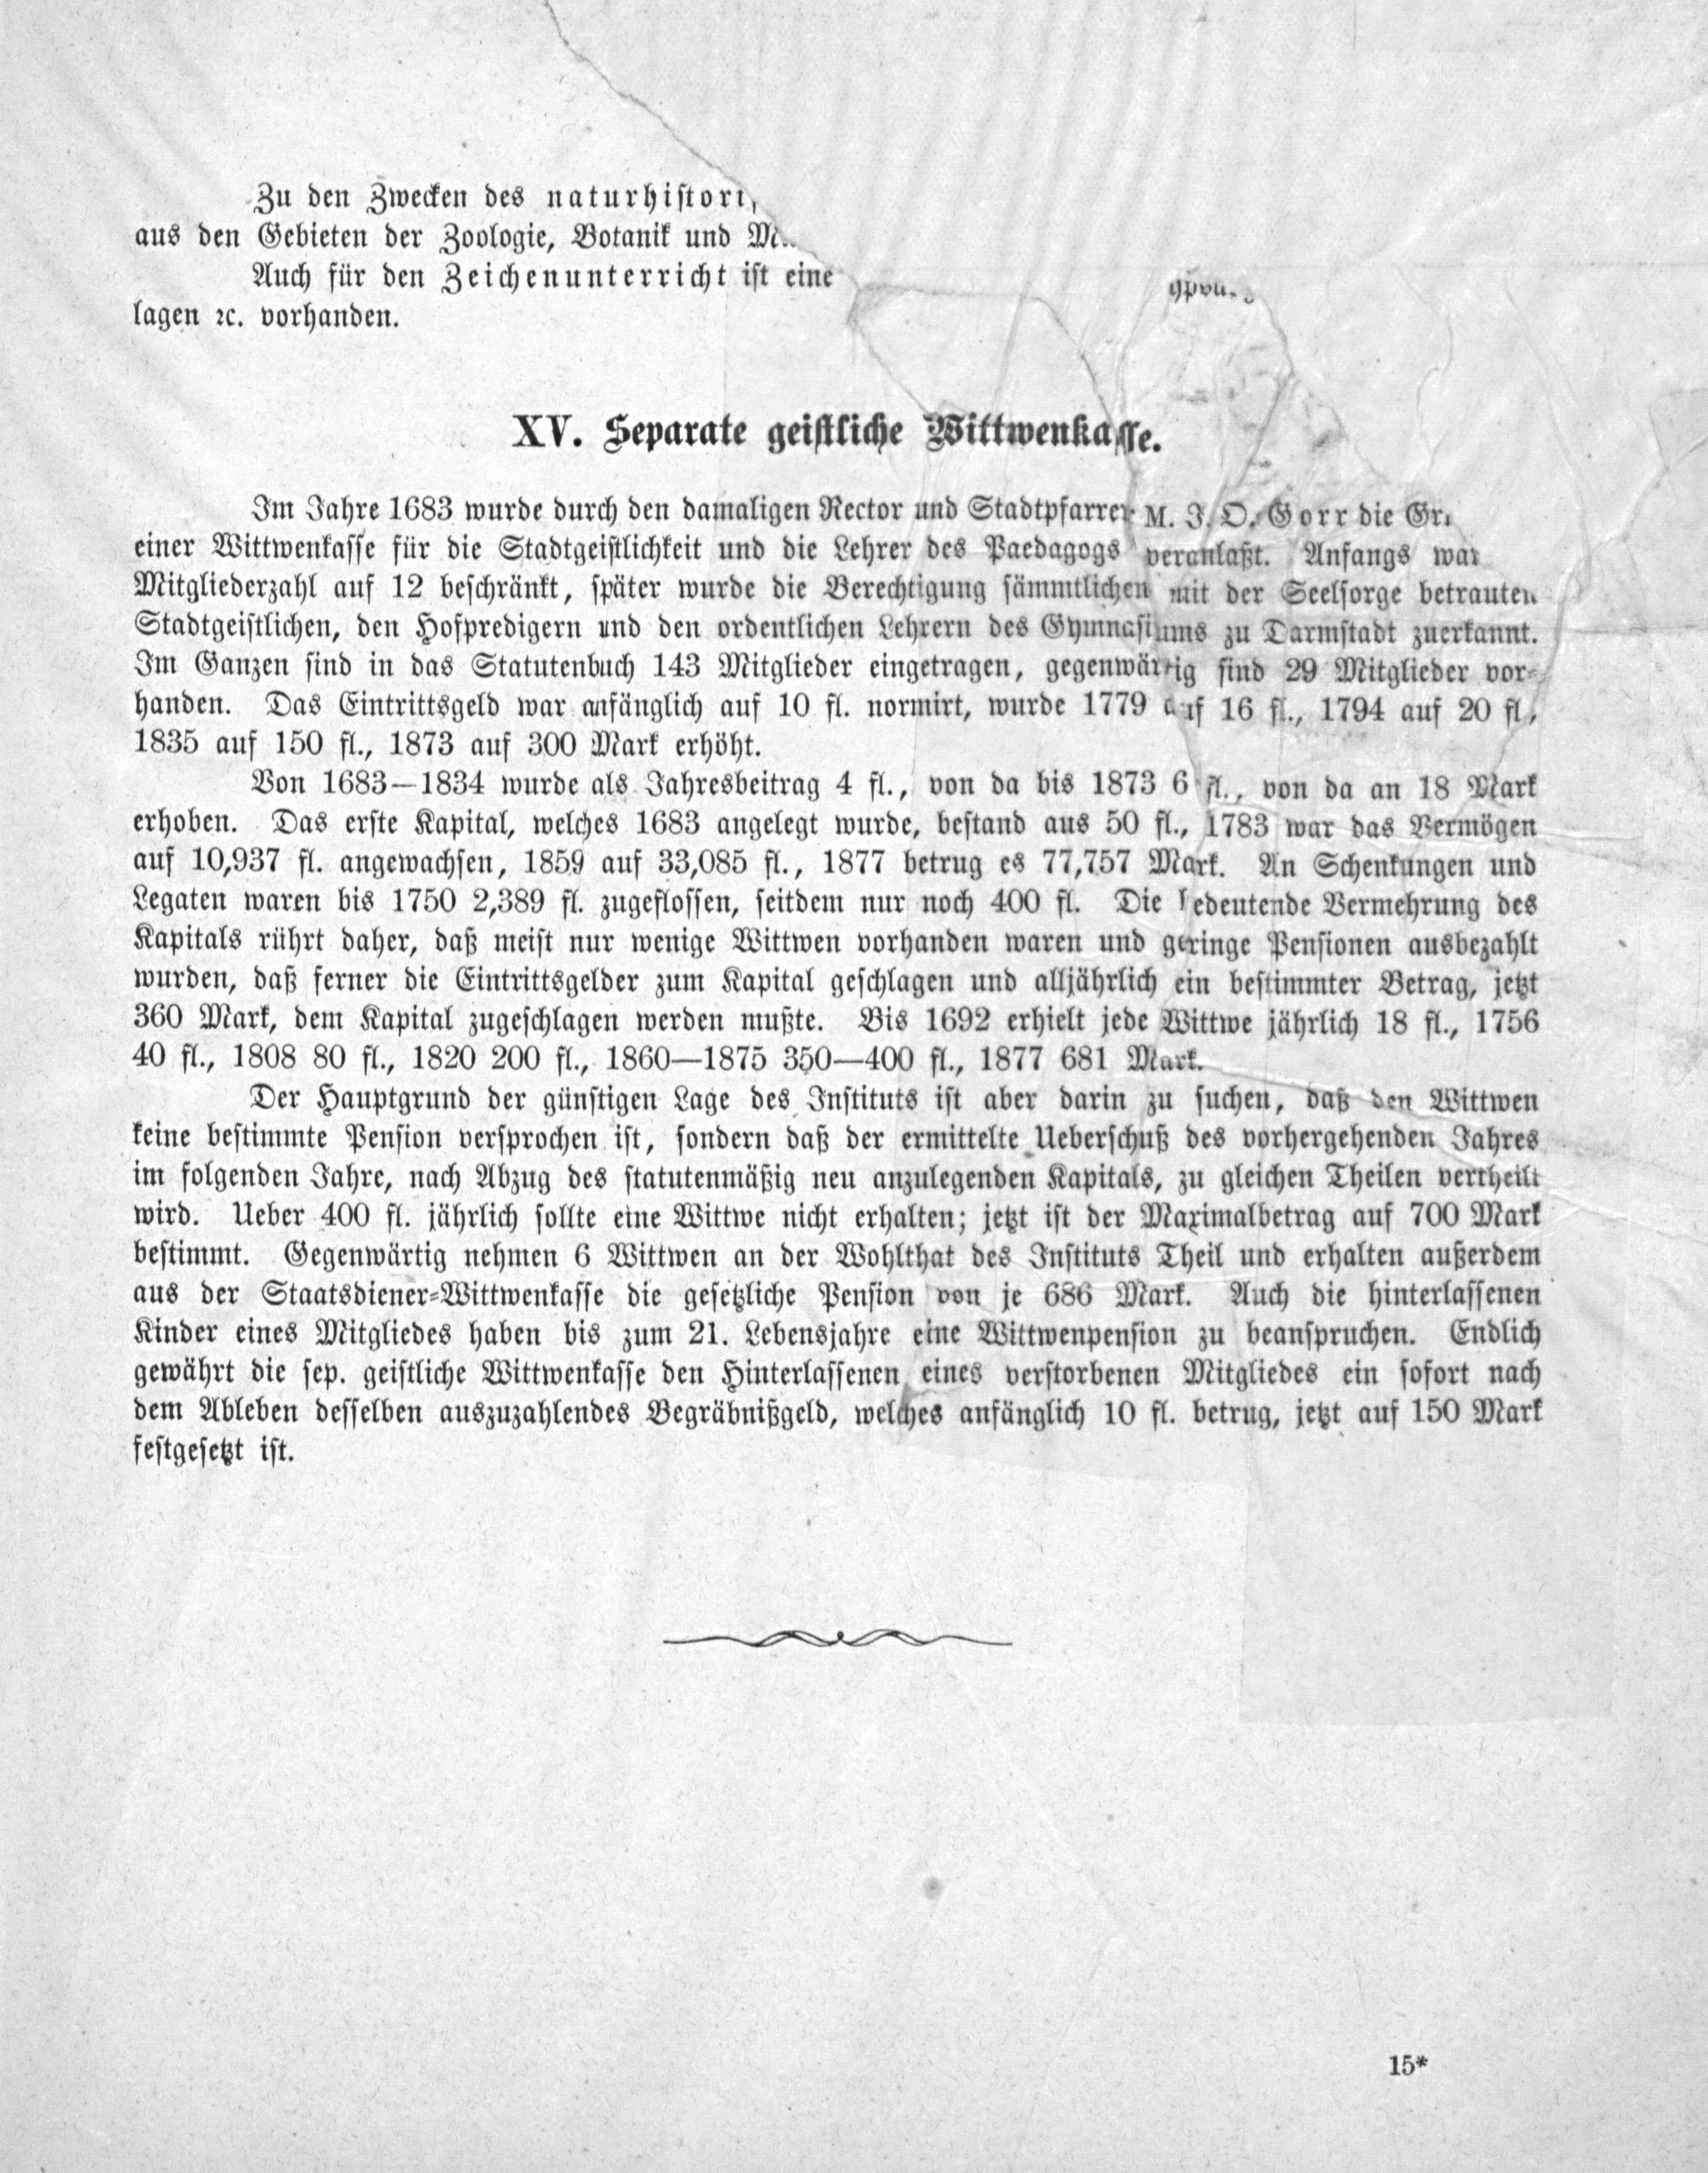 Zu den Zwecken des
aus den Gebieten der Zoologie, Botanik und
Auch für den Zeichenunterricht ist eine
lagen ꝛc. vorhanden.
XV. Separate geistliche Wittwenkasse.
Im Jahre 1683 wurde durch den damaligen Rector und Stadtpfarrer M. J. D. Gorr die
einer Wittwenkasse für die Stadtgeistlichkeit und die Lehrer des Paedagogs veranlaßt. Anfangs war
Mitgliederzahl auf 12 beschränkt, später wurde die Berechtigung sämmtlichen mit der Seelsorge betrauten
Stadtgeistlichen, den Hofpredigern und den ordentlichen Lehrern des Gymnasiums zu Darmstadt zuerkannt.
Im Ganzen sind in das Statutenbuch 143 Mitglieder eingetragen, gegenwärtig sind 29 Mitglieder vor-
handen. Das Eintrittsgeld war anfänglich auf 10 fl. normirt, wurde 1779 auf 16 fl., 1794 auf 20 fl,
1835 auf 150 fl., 1873 auf 300 Mark erhöht.
Von 1683—1834 wurde als Jahresbeitrag 4 fl., von da bis 1873 6 fl., von da an 18 Mark
erhoben. Das erste Kapital, welches 1683 angelegt wurde, bestand aus 50 fl., 1783 war das Vermögen
auf 10,937 fl. angewachsen, 1859 auf 33,085 fl., 1877 betrug es 77,757 Mark. An Schenkungen und
Legaten waren bis 1750 2,389 fl. zugeflossen, seitdem nur noch 400 fl. Die bedeutende Vermehrung des
Kapitals rührt daher, daß meist nur wenige Wittwen vorhanden waren und geringe Pensionen ausbezahlt
wurden, daß ferner die Eintrittsgelder zum Kapital geschlagen und alljährlich ein bestimmter Betrag, jetzt
360 Mark, dem Kapital zugeschlagen werden mußte. Bis 1692 erhielt jede Wittwe jährlich 18 fl., 1756
40 fl., 1808 80 fl., 1820 200 fl., 1860—1875 350—400 fl., 1877 681 Mark.
Der Hauptgrund der günstigen Lage des Instituts ist aber darin zu suchen, daß den Wittwen
keine bestimmte Pension versprochen ist, sondern daß der ermittelte Ueberschuß des vorhergehenden Jahres
im folgenden Jahre, nach Abzug des statutenmäßig neu anzulegenden Kapitals, zu gleichen Theilen vertheilt
wird. Ueber 400 fl. jährlich sollte eine Wittwe nicht erhalten; jetzt ist der Maximalbetrag auf 700 Mark
bestimmt. Gegenwärtig nehmen 6 Wittwen an der Wohlthat des Instituts Theil und erhalten außerdem
aus der Staatsdiener-Wittwenkasse die gesetzliche Pension von je 686 Mark. Auch die hinterlassenen
Kinder eines Mitgliedes haben bis zum 21. Lebensjahre eine Wittwenpension zu beanspruchen. Endlich
gewährt die sep. geistliche Wittwenkasse den Hinterlassenen eines verstorbenen Mitgliedes ein sofort nach
dem Ableben desselben auszuzahlendes Begräbnißgeld, welches anfänglich 10 fl. betrug, jetzt auf 150 Mark
festgesetzt ist.
15*